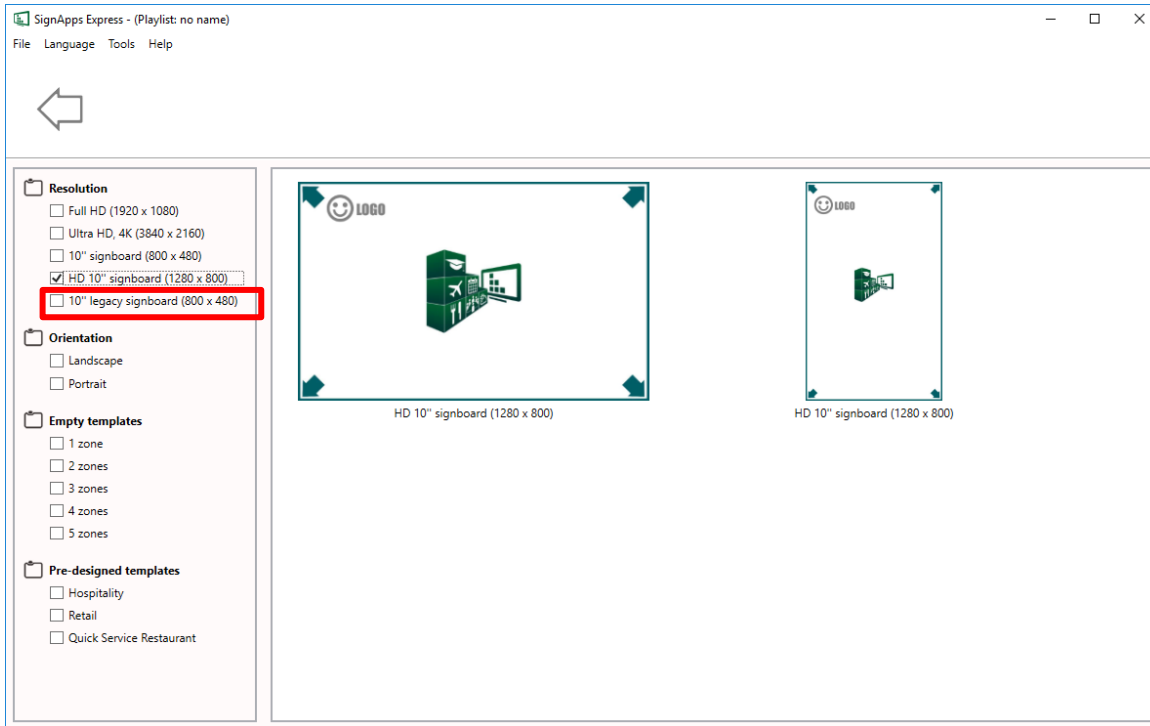 SignApps Express - (Playlist: no name)
File Language Tools Help
Resolution
Full HD (1920 x 1080)
Ultra HD, 4K (3840 x 2160)
10" signboard (800 x 480)
HD 10" signboard (1280 x 800)
10" legacy signboard (800 x 480)
Orientation
Landscape
Portrait
Empty templates
1 zone
2 zones
3 zones
4 zones
5 zones
Pre-designed templates
Hospitality
Retail
Quick Service Restaurant
LOGO
HD 10" signboard (1280 x 800)
LOGO
HD 10" signboard (1280 x 800)